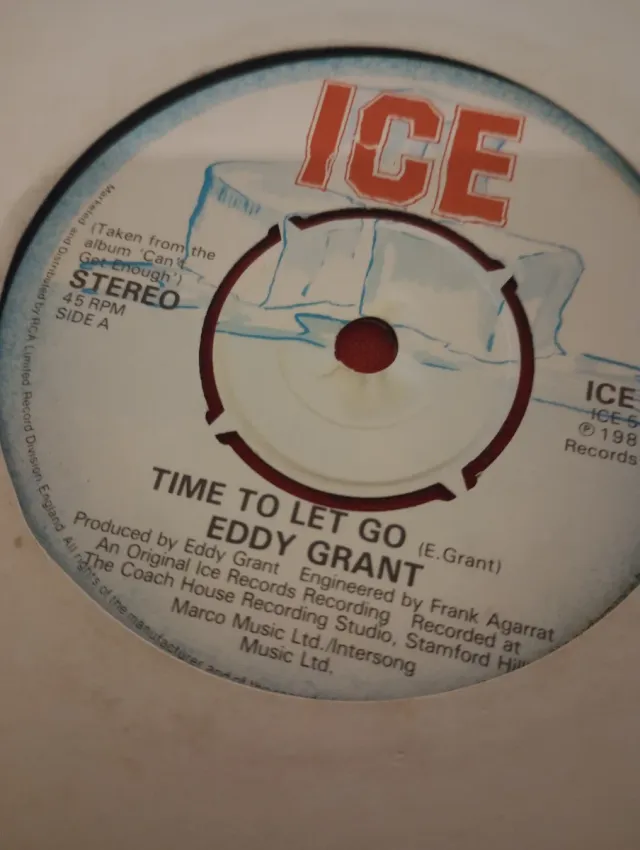 ICE
(Taken from the
album 'Can't
Get Enough')
STEREO
45 RPM
SIDE A
ICE
ICE 5
℗ 198
Records
TIME TO LET GO (E.Grant)
EDDY GRANT
Produced by Eddy Grant Engineered by Frank Agarrat
An Original Ice Records Recording Recorded at
The Coach House Recording Studio, Stamford Hill
Marco Music Ltd./Intersong
Music Ltd.
Marketed and Distributed by RCA Limited Record Division England. All rights of the manufacturer and of the